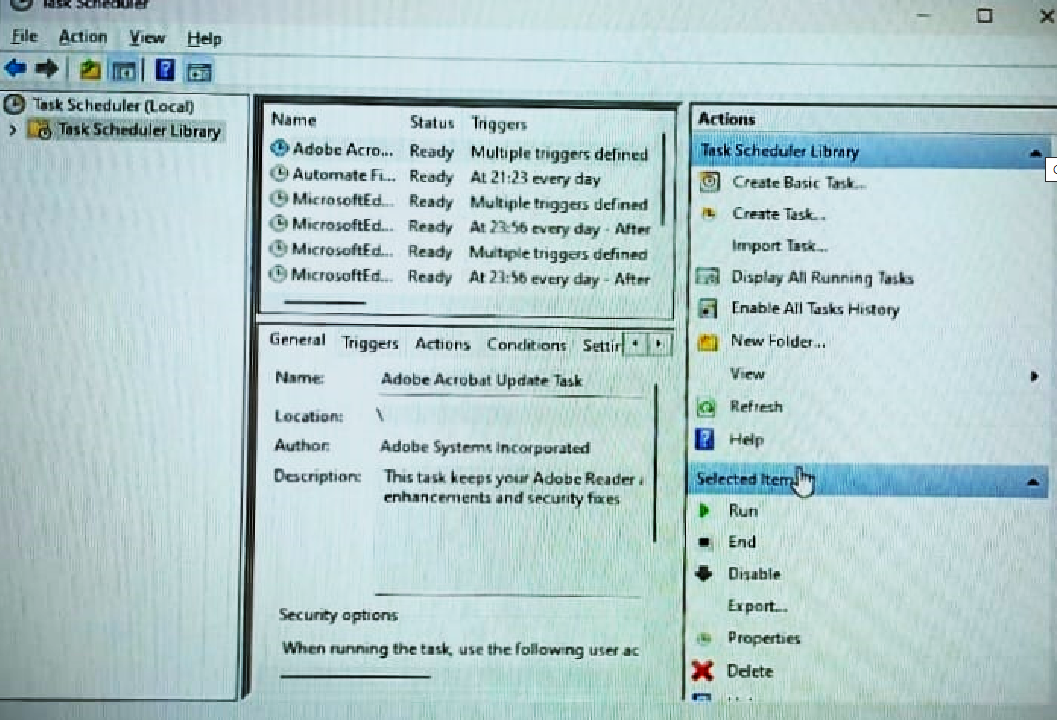 Task Scheduler
File Action View Help
Task Scheduler (Local)
Task Scheduler Library
Name Status Triggers
Adobe Acro... Ready Multiple triggers defined
Automate Fi... Ready At 21:23 every day
MicrosoftEd... Ready Multiple triggers defined
MicrosoftEd... Ready At 23:56 every day - After
MicrosoftEd... Ready Multiple triggers defined
MicrosoftEd... Ready At 23:56 every day - After
General Triggers Actions Conditions Settin
Name: Adobe Acrobat Update Task
Location: \
Author: Adobe Systems Incorporated
Description: This task keeps your Adobe Reader a
enhancements and security fixes
Security options
When running the task, use the following user ac
Actions
Task Scheduler Library
Create Basic Task...
Create Task...
Import Task...
Display All Running Tasks
Enable All Tasks History
New Folder...
View
Refresh
Help
Selected Item
Run
End
Disable
Export...
Properties
Delete